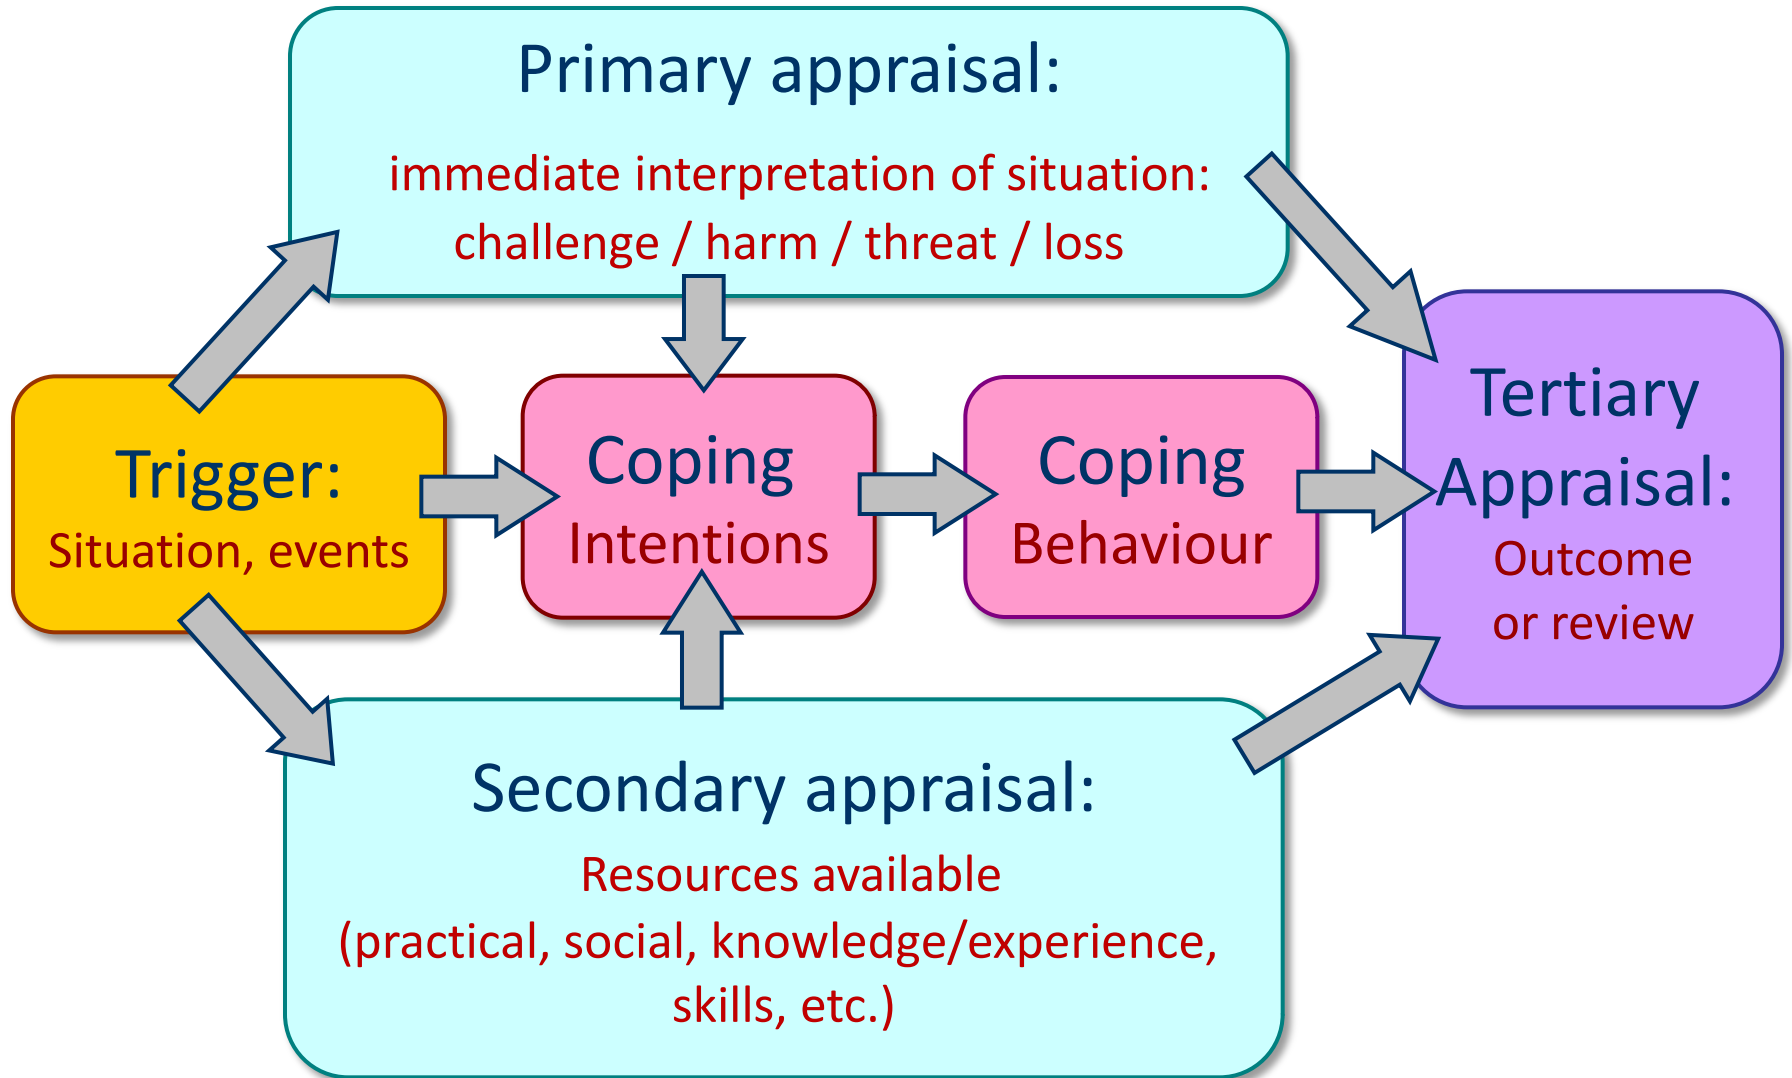 Primary appraisal:
immediate interpretation of situation:
challenge / harm / threat / loss
Trigger:
Situation, events
Coping
Intentions
Coping
Behaviour
Tertiary
Appraisal:
Outcome
or review
Secondary appraisal:
Resources available
(practical, social, knowledge/experience,
skills, etc.)